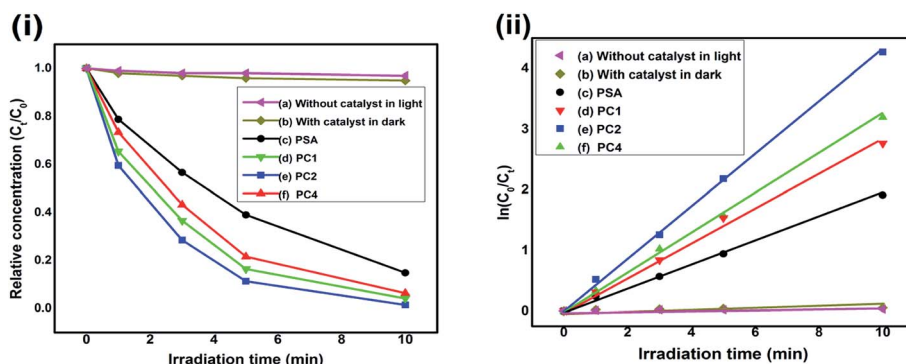 (i)
Relative concentration (Ct/C0)
1.0
0.8
0.6
0.4
0.2
0.0
(a) Without catalyst in light
(b) With catalyst in dark
(c) PSA
(d) PC1
(e) PC2
(f) PC4
0 2 4 6 8 10
Irradiation time (min)
(ii)
ln(C0/Ct)
4
3
2
1
0
(a) Without catalyst in light
(b) With catalyst in dark
(c) PSA
(d) PC1
(e) PC2
(f) PC4
0 2 4 6 8 10
Irradiation time (min)